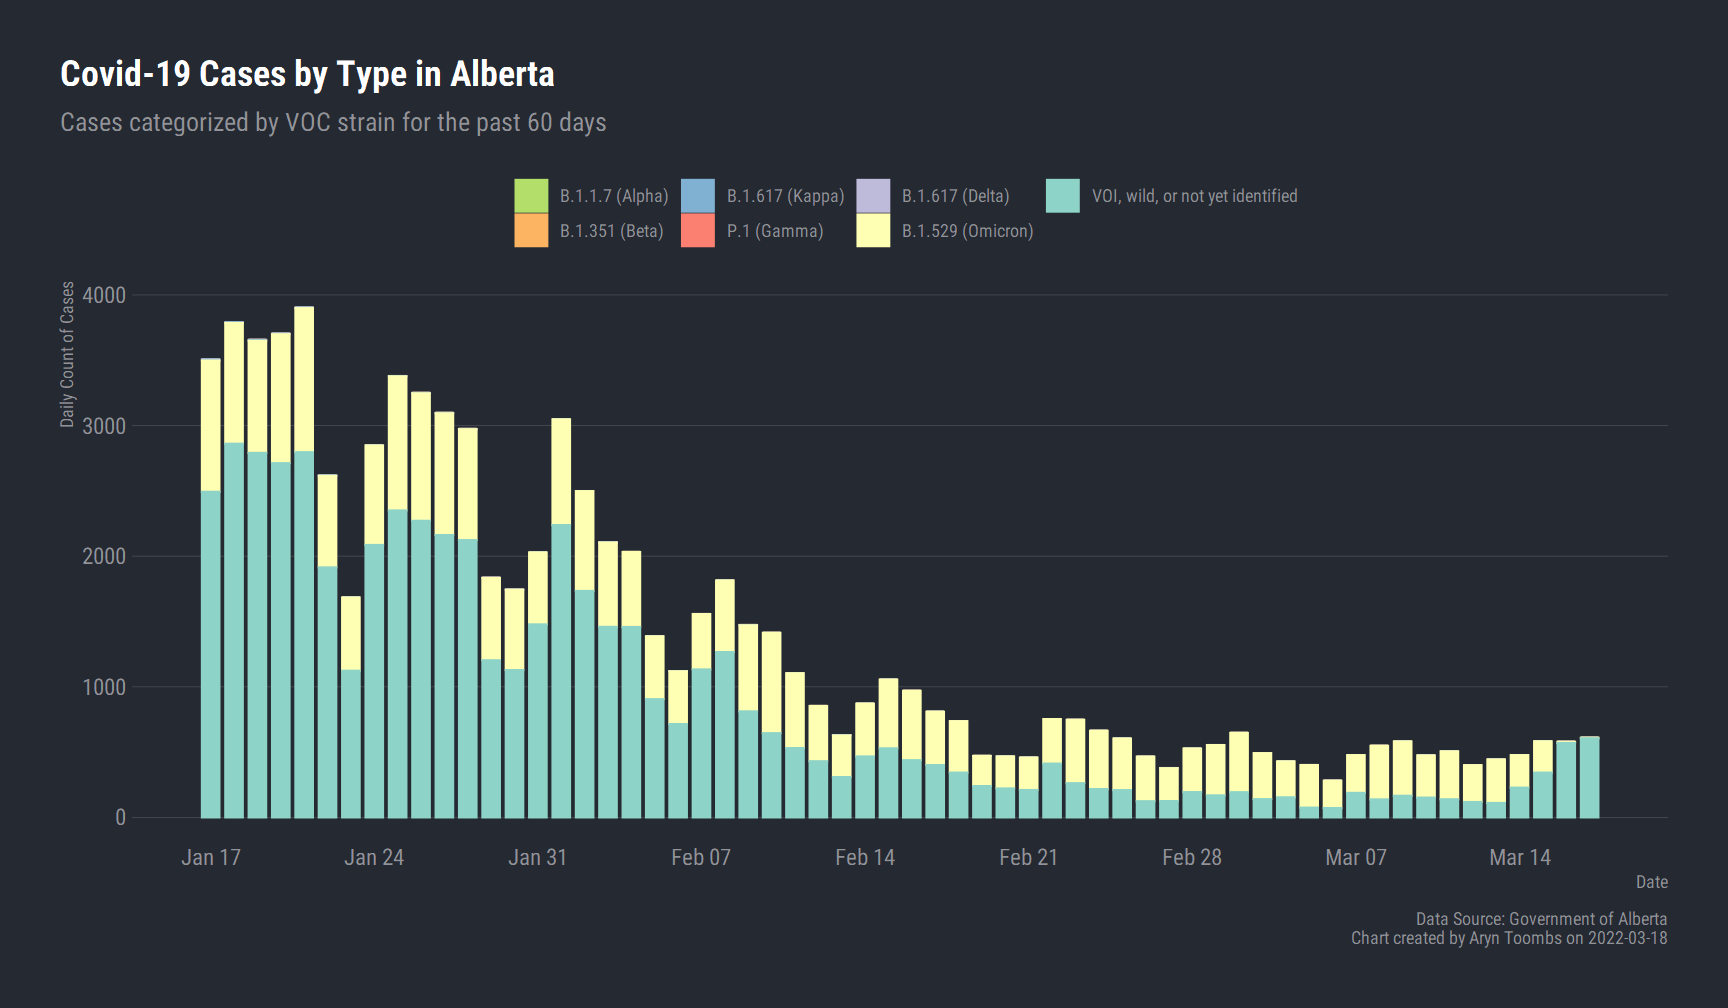 Covid-19 Cases by Type in Alberta
Cases categorized by VOC strain for the past 60 days
B.1.1.7 (Alpha) B.1.617 (Kappa) B.1.617 (Delta) VOI, wild, or not yet identified
B.1.351 (Beta) P.1 (Gamma) B.1.529 (Omicron)
Daily Count of Cases
4000
3000
2000
1000
0
Jan 17 Jan 24 Jan 31 Feb 07 Feb 14 Feb 21 Feb 28 Mar 07 Mar 14
Date
Data Source: Government of Alberta
Chart created by Aryn Toombs on 2022-03-18